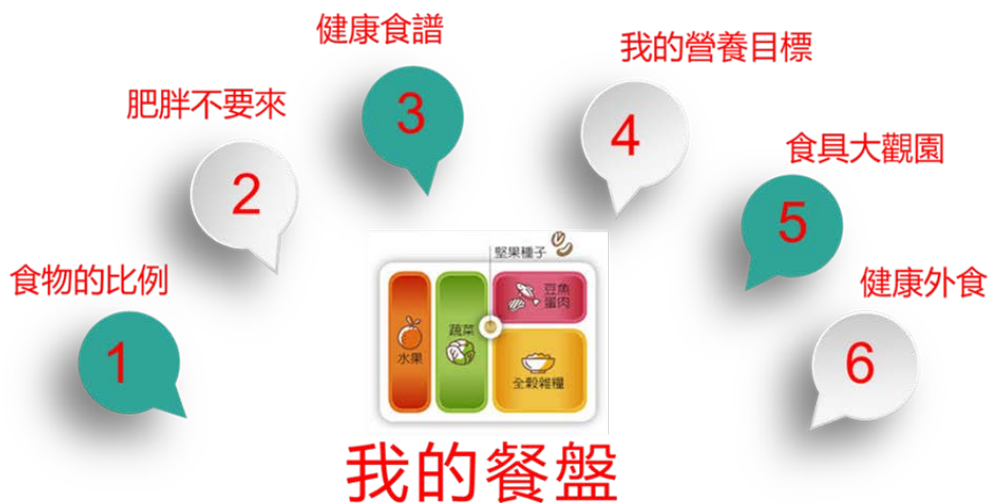 健康食譜
3
我的營養目標
4
肥胖不要來
2
食具大觀園
5
食物的比例
1
健康外食
6
堅果種子
豆魚
蛋肉
蔬菜
水果
全穀雜糧
我的餐盤